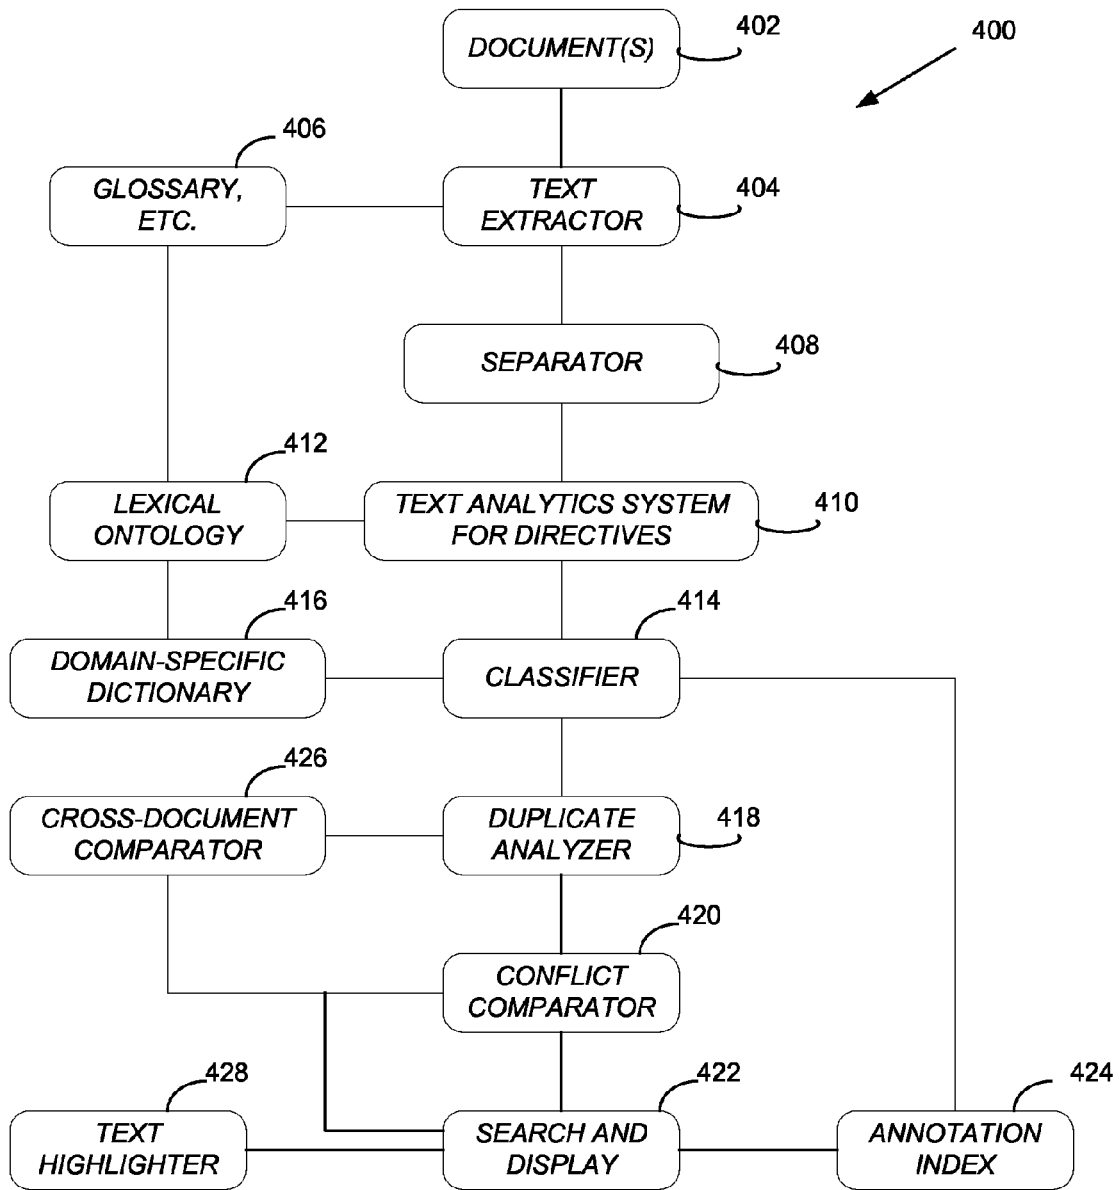 DOCUMENT(S)
402
400
406
GLOSSARY,
ETC.
TEXT
EXTRACTOR
404
SEPARATOR
408
412
LEXICAL
ONTOLOGY
TEXT ANALYTICS SYSTEM
FOR DIRECTIVES
410
416
414
DOMAIN-SPECIFIC
DICTIONARY
CLASSIFIER
426
CROSS-DOCUMENT
COMPARATOR
DUPLICATE
ANALYZER
418
420
CONFLICT
COMPARATOR
428
422
424
TEXT
HIGHLIGHTER
SEARCH AND
DISPLAY
ANNOTATION
INDEX